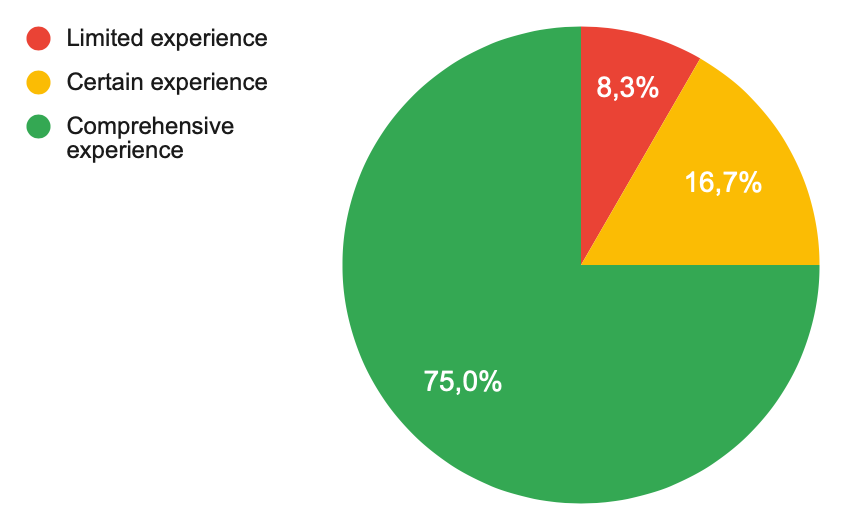 Limited experience
Certain experience
Comprehensive
experience
8,3%
16,7%
75,0%